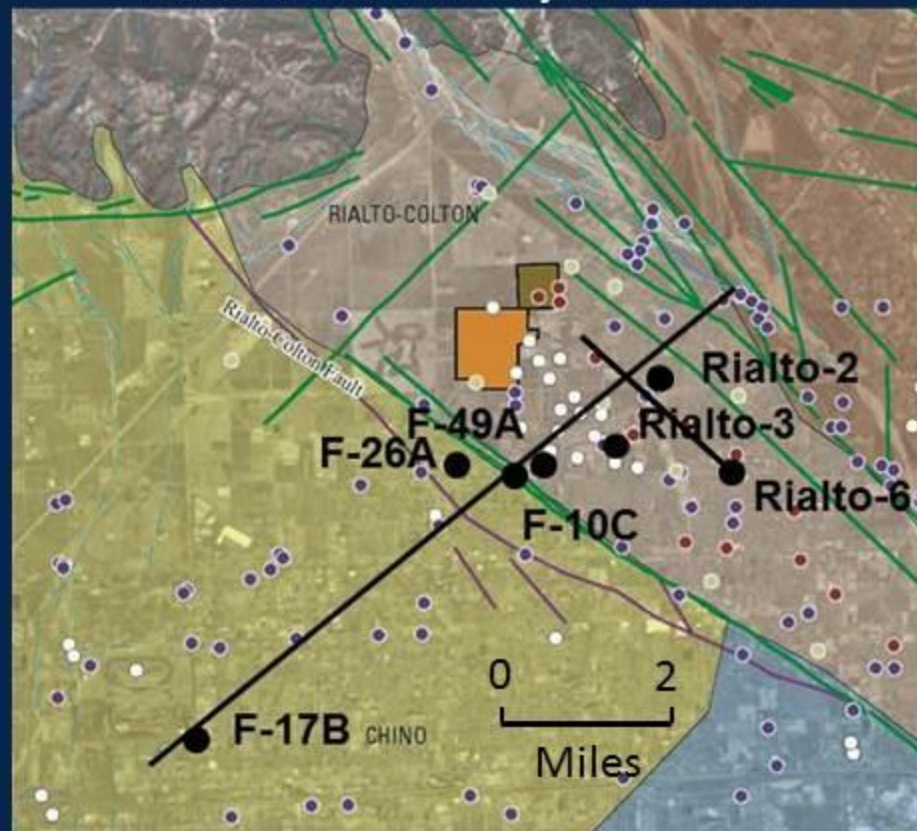 RIALTO-COLTON
Rialto-Colton Fault
Rialto-2
F-49A
Rialto-3
F-26A
Rialto-6
F-10C
0 2
Miles
F-17B
CHINO